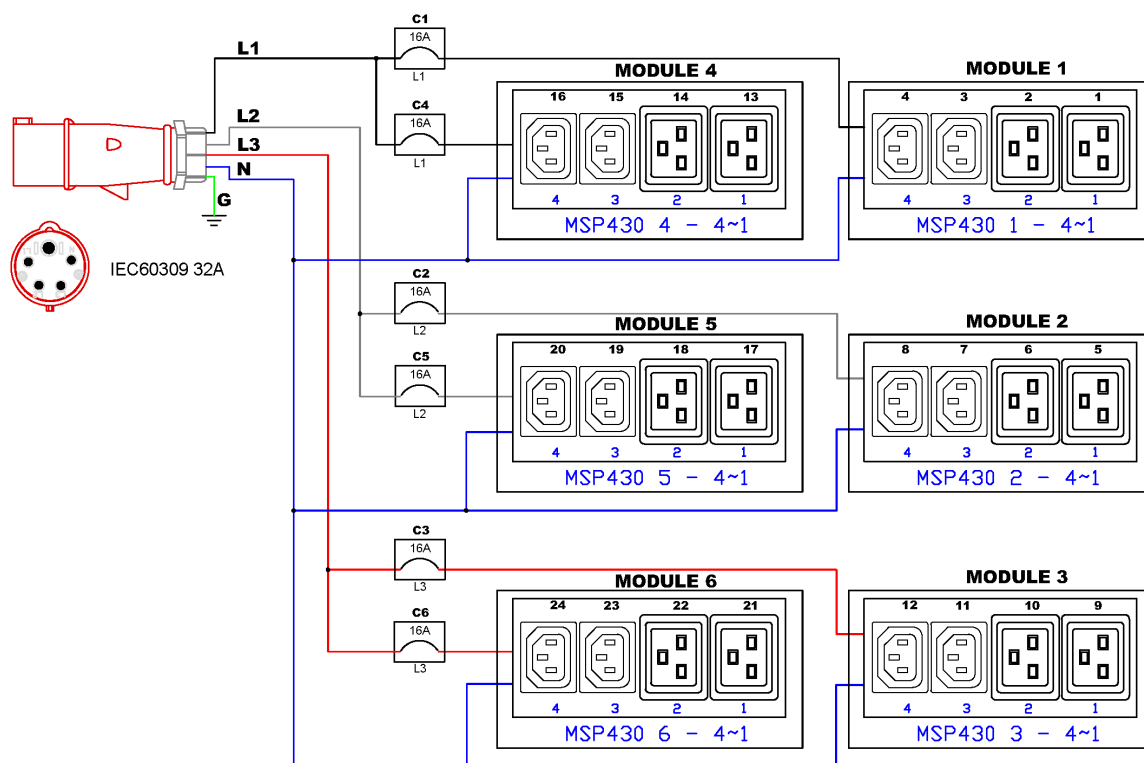 C1
16A
L1
L1
MODULE 4
MODULE 1
C4
16A
L1
16 15 14 13
4 3 2 1
4 3 2 1
MSP430 4 - 4~1
4 3 2 1
MSP430 1 - 4~1
L2
L3
N
G
IEC60309 32A
C2
16A
L2
MODULE 5
MODULE 2
C5
16A
L2
20 19 18 17
4 3 2 1
MSP430 5 - 4~1
8 7 6 5
4 3 2 1
MSP430 2 - 4~1
C3
16A
L3
MODULE 6
MODULE 3
C6
16A
L3
24 23 22 21
4 3 2 1
MSP430 6 - 4~1
12 11 10 9
4 3 2 1
MSP430 3 - 4~1